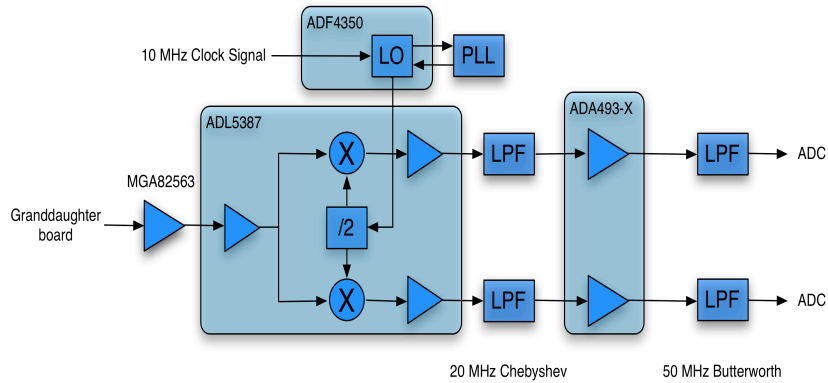 ADF4350
10 MHz Clock Signal
LO
PLL
ADL5387
ADA493-X
X
LPF
LPF
ADC
MGA82563
Granddaughter
board
/2
X
LPF
LPF
ADC
20 MHz Chebyshev
50 MHz Butterworth